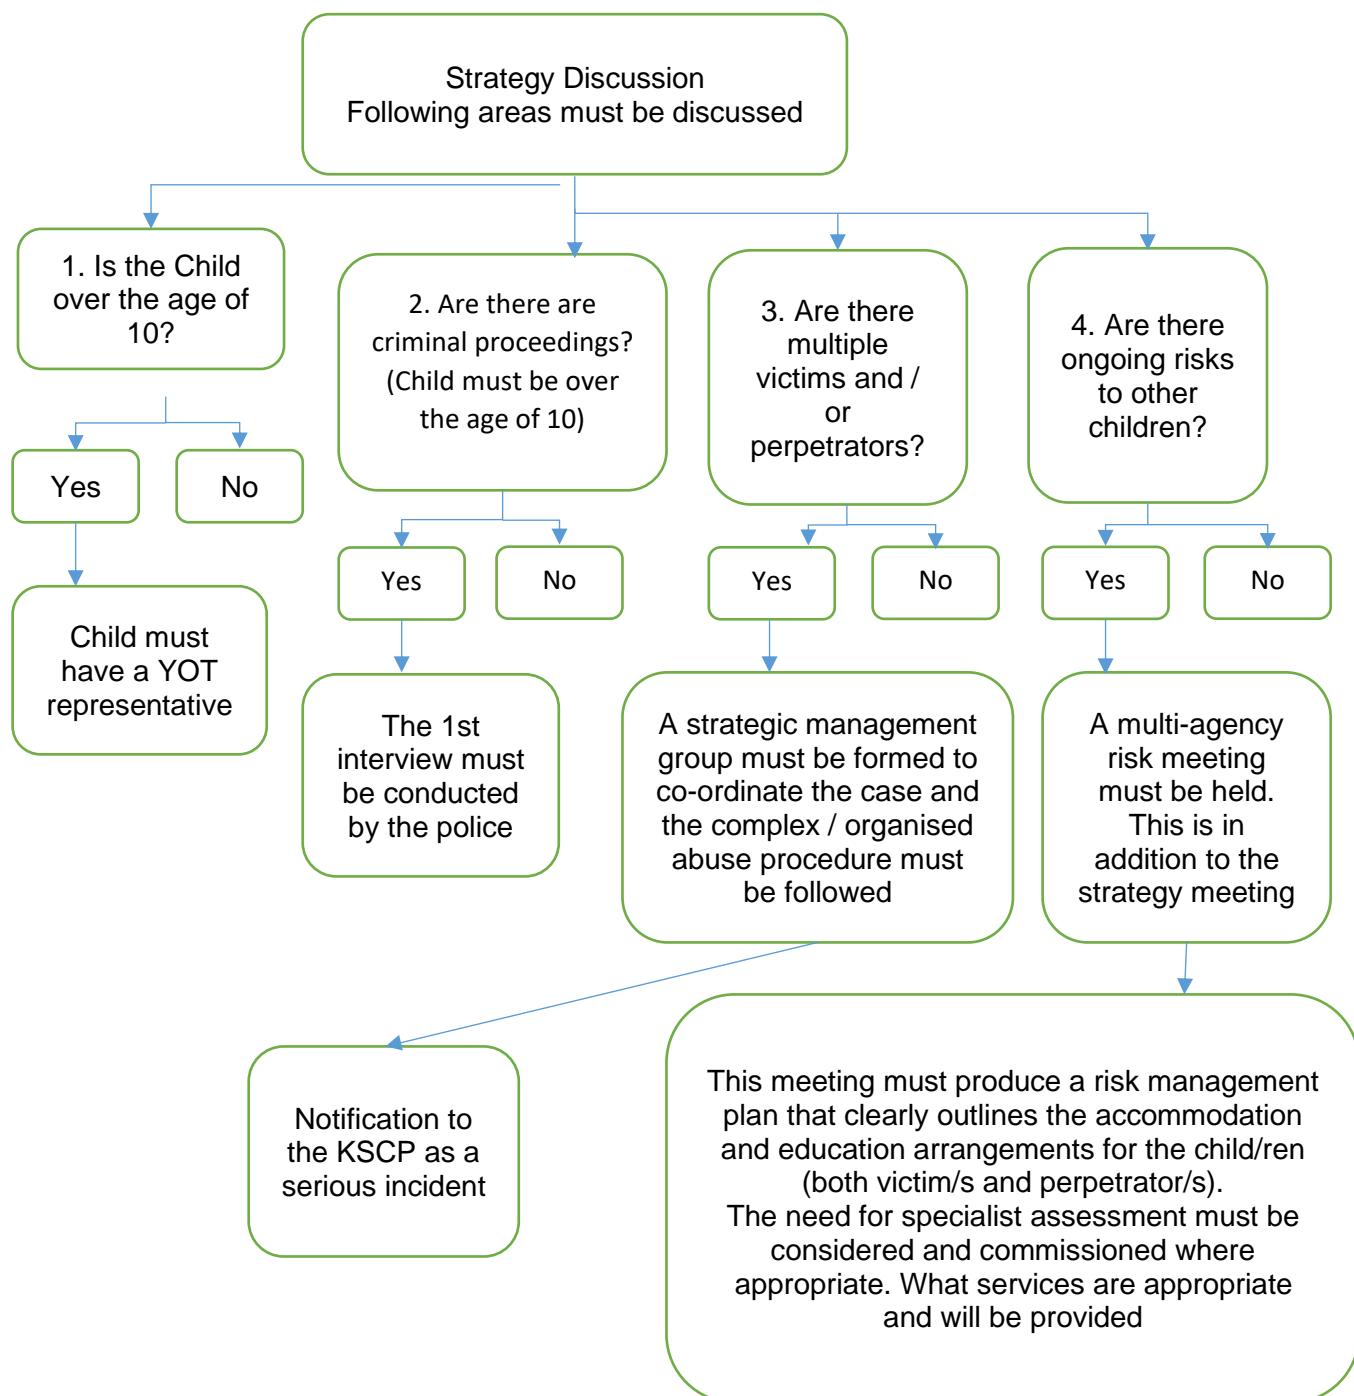 Strategy Discussion
Following areas must be discussed
1. Is the Child
over the age of
10?
Yes
No
Child must
have a YOT
representative
2. Are there are
criminal proceedings?
(Child must be over
the age of 10)
Yes
No
The 1st
interview must
be conducted
by the police
3. Are there
multiple
victims and /
or
perpetrators?
Yes
No
A strategic management
group must be formed to
co-ordinate the case and
the complex / organised
abuse procedure must
be followed
Notification to
the KSCP as a
serious incident
4. Are there
ongoing risks
to other
children?
Yes
No
A multi-agency
risk meeting
must be held.
This is in
addition to the
strategy meeting
This meeting must produce a risk management
plan that clearly outlines the accommodation
and education arrangements for the child/ren
(both victim/s and perpetrator/s).
The need for specialist assessment must be
considered and commissioned where
appropriate. What services are appropriate
and will be provided